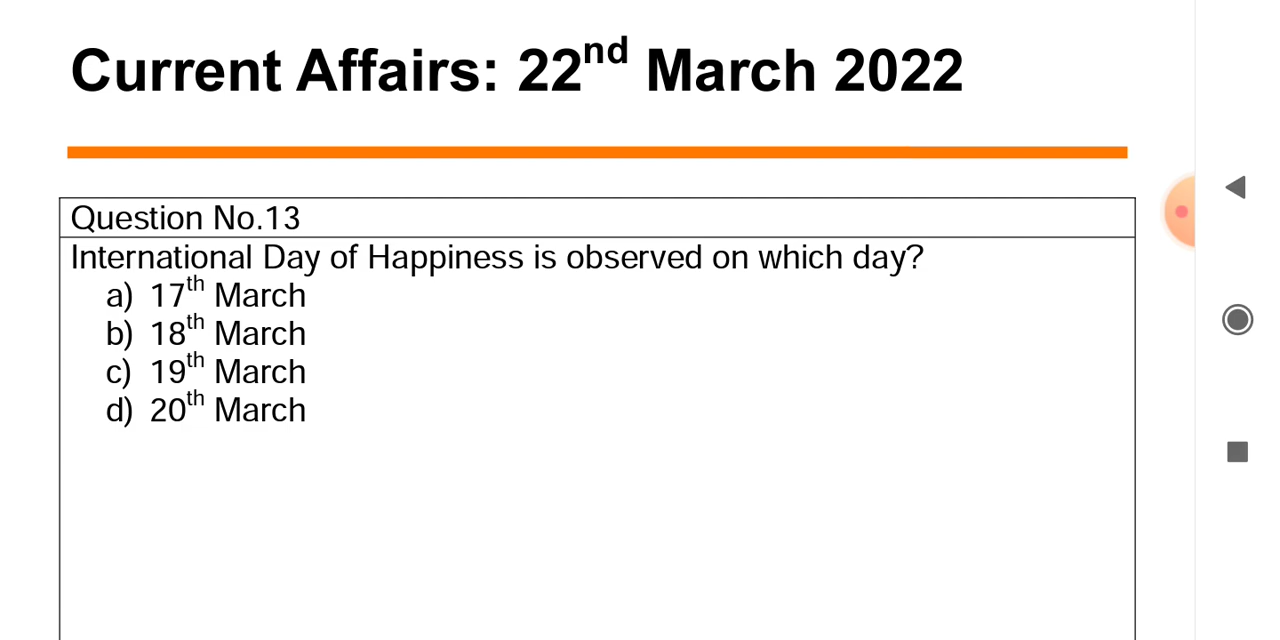 Current Affairs: 22nd March 2022
Question No.13
International Day of Happiness is observed on which day?
a) 17th March
b) 18th March
c) 19th March
d) 20th March